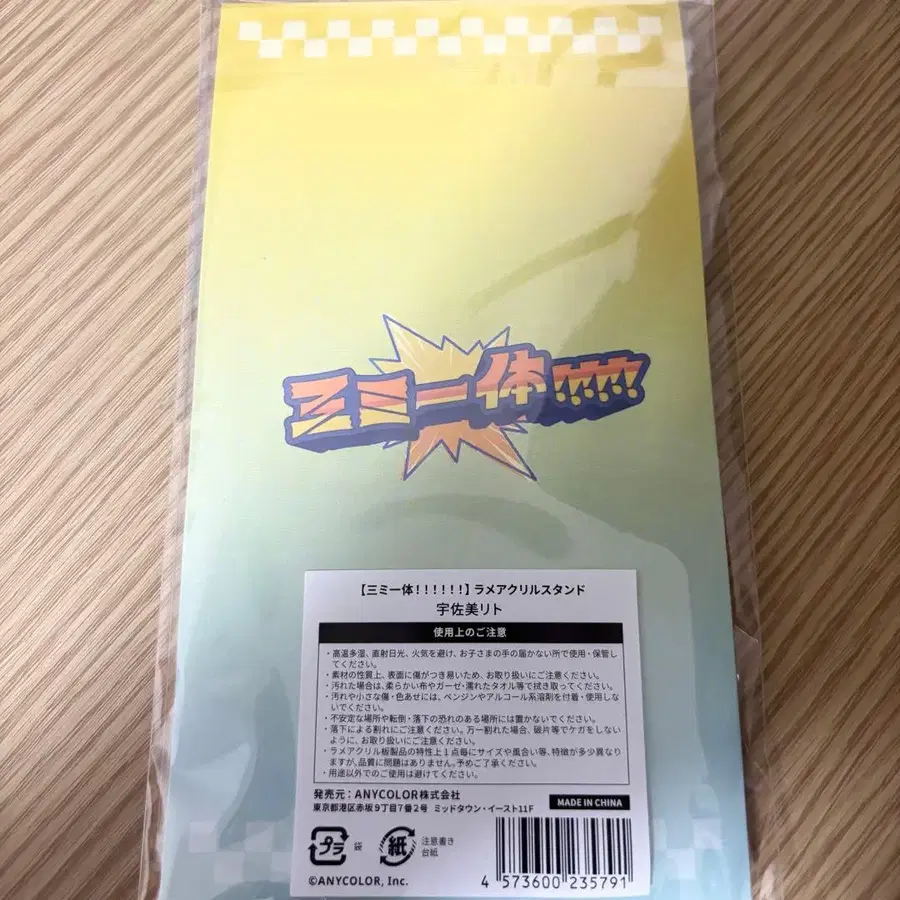 三ミ一体!!!!!!
【三ミ一体！！！！！！】ラメアクリルスタンド
宇佐美リト
使用上のご注意
・高温多湿、直射日光、火気を避け、お子さまの手の届かない所で使用・保管し
てください。
・素材の性質上、表面に傷がつき易いため、お取り扱いにご注意ください。
・汚れた場合は、柔らかい布やガーゼ・濡れたタオル等で拭き取ってください。
・汚れや小さな傷・色あせには、ベンジンやアルコール系溶剤を付着・使用しな
いでください。
・不安定な場所や転倒・落下の恐れのある場所には置かないでください。
・落下による割れにご注意ください。万一割れた場合、破片等でケガをしない
ように、お取り扱いにご注意ください。
・ラメアクリル板製品の特性上１点毎にサイズや風合い等、特徴が多少異なり
ますが、品質に問題はありません。予めご了承ください。
・用途以外でのご使用は避けてください。
発売元：ANYCOLOR株式会社
東京都港区赤坂９丁目７番２号 ミッドタウン・イースト11F
MADE IN CHINA
プラ 袋
紙 注意書き
台紙
©ANYCOLOR, Inc.
4 573600 235791